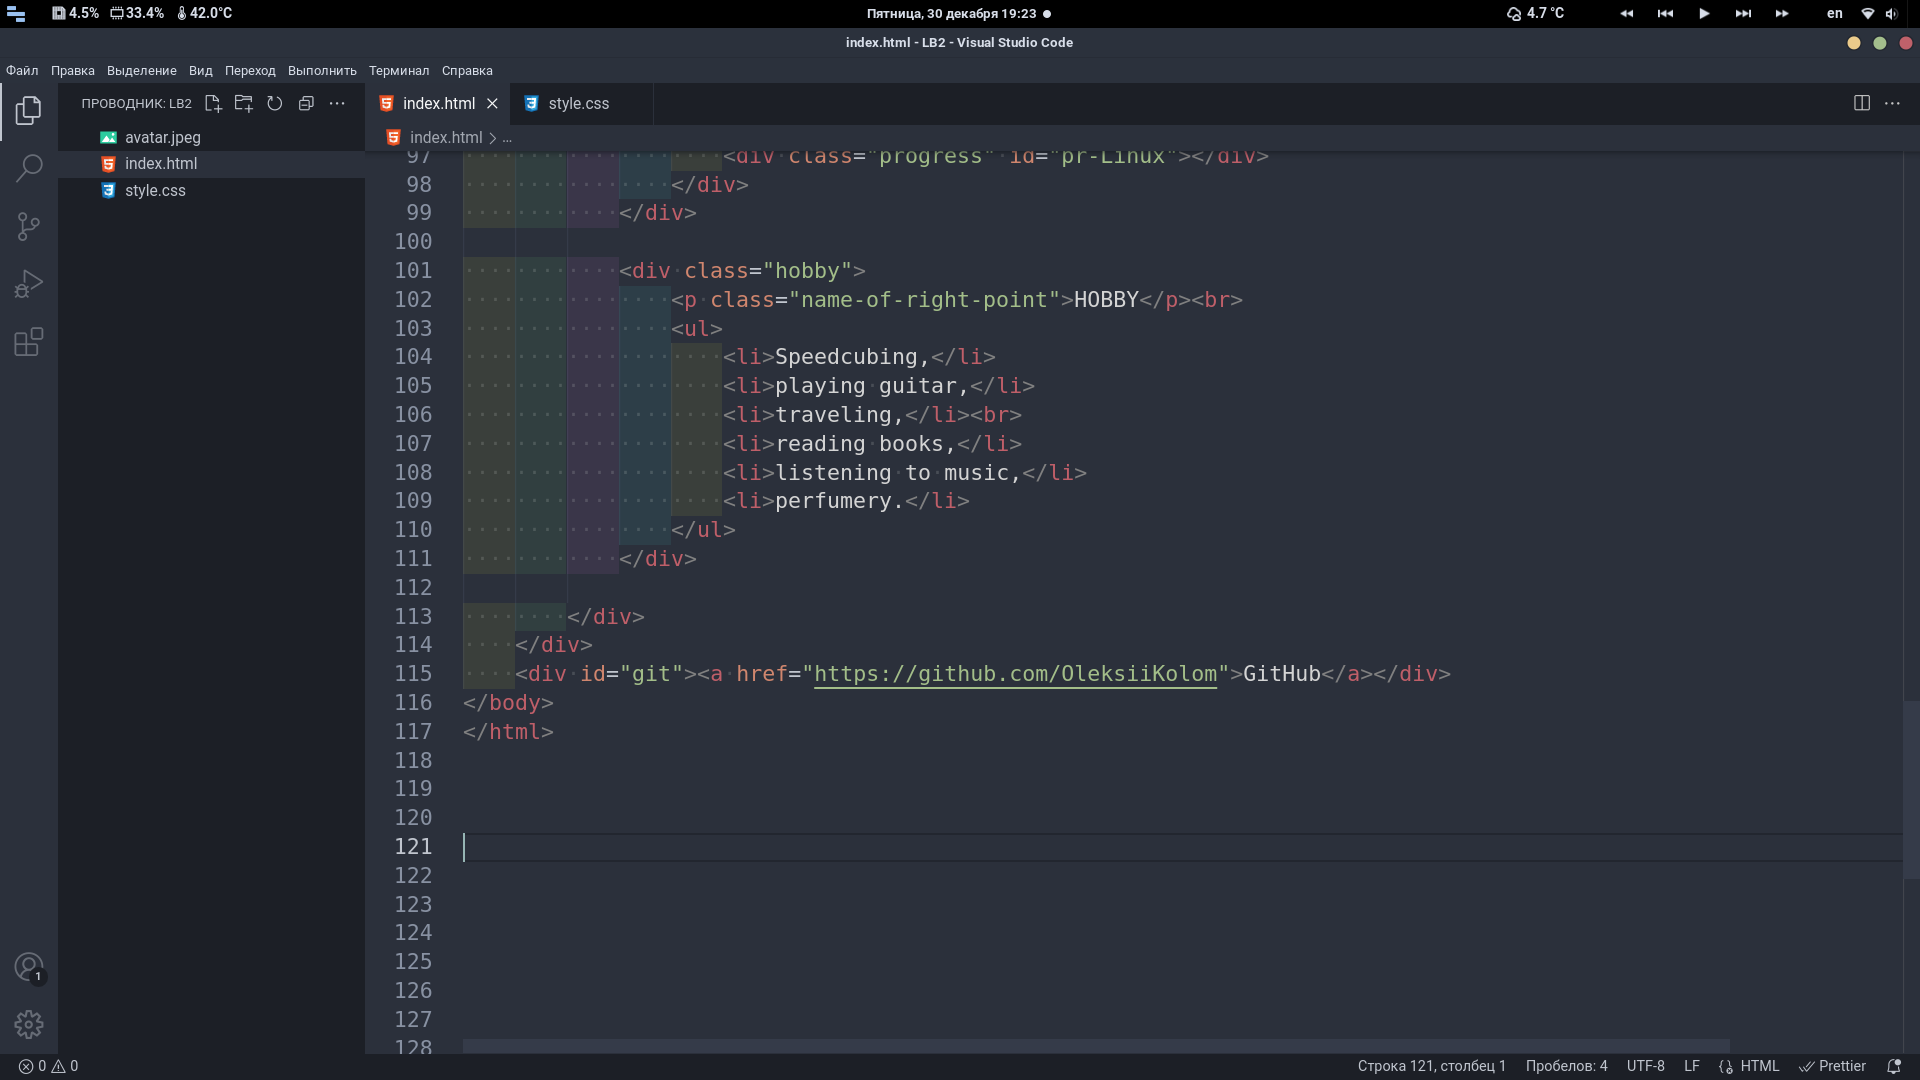 4.5% 33.4% 42.0°C Пятница, 30 декабря 19:23 4.7 °C en
index.html - LB2 - Visual Studio Code
Файл Правка Выделение Вид Переход Выполнить Терминал Справка
ПРОВОДНИК: LB2
avatar.jpeg
index.html
style.css
index.html style.css
index.html > ...
97 <div class="progress" id="pr-Linux"></div>
98 </div>
99 </div>
100
101 <div class="hobby">
102 <p class="name-of-right-point">HOBBY</p><br>
103 <ul>
104 <li>Speedcubing,</li>
105 <li>playing guitar,</li>
106 <li>traveling,</li><br>
107 <li>reading books,</li>
108 <li>listening to music,</li>
109 <li>perfumery.</li>
110 </ul>
111 </div>
112
113 </div>
114 </div>
115 <div id="git"><a href="https://github.com/OleksiiKolom">GitHub</a></div>
116 </body>
117 </html>
118
119
120
121
122
123
124
125
126
127
128
1
0 0 Строка 121, столбец 1 Пробелов: 4 UTF-8 LF HTML Prettier